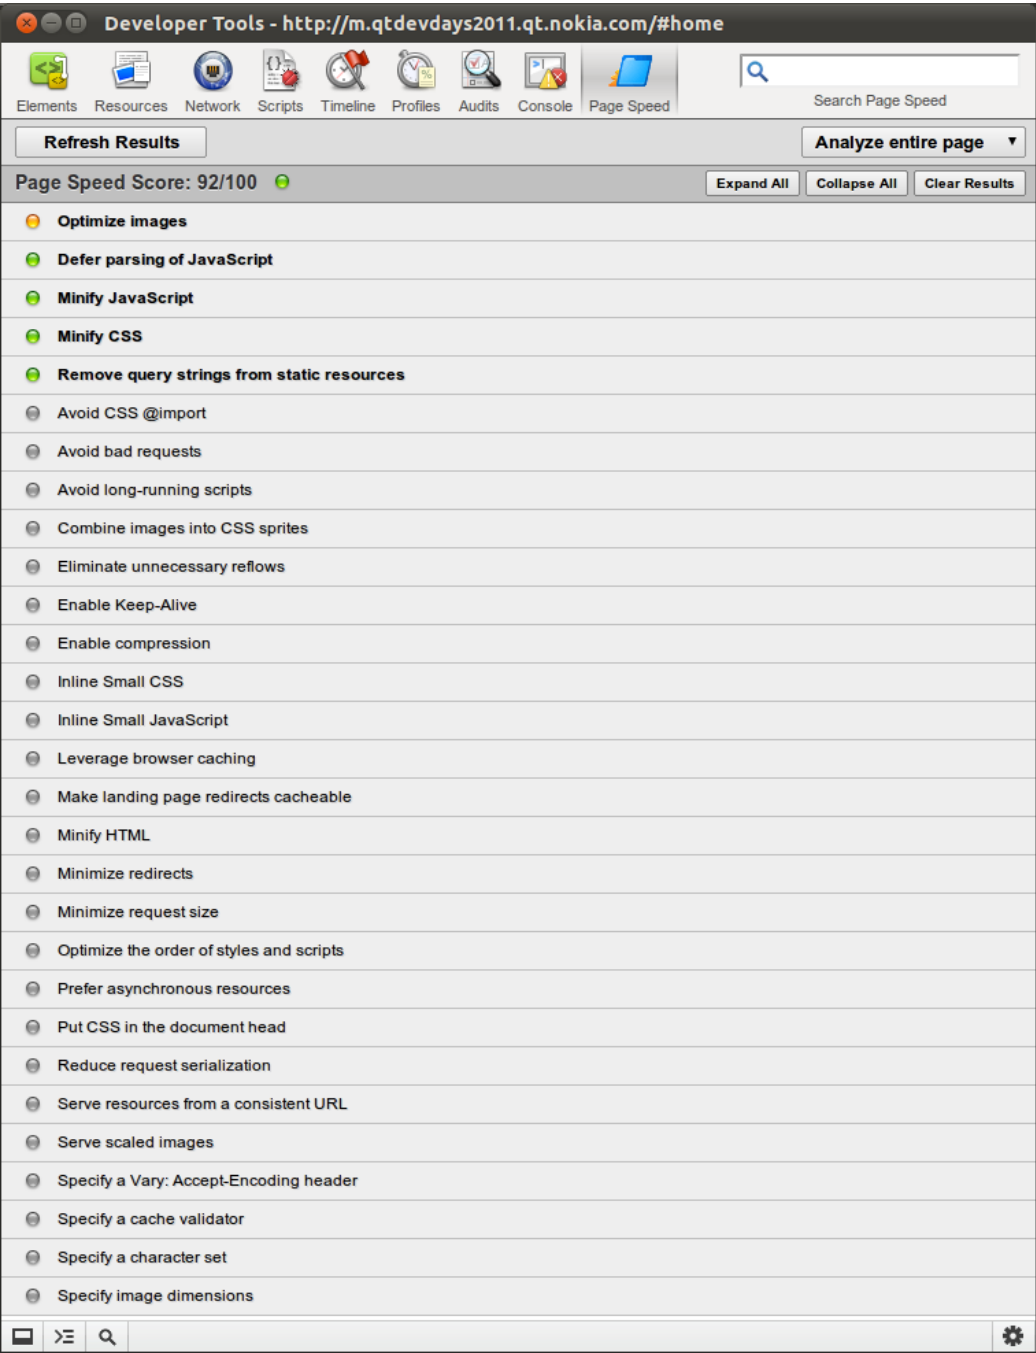 Developer Tools - http://m.qtdevdays2011.qt.nokia.com/#home
Elements Resources Network Scripts Timeline Profiles Audits Console Page Speed Search Page Speed
Refresh Results Analyze entire page
Page Speed Score: 92/100 Expand All Collapse All Clear Results
Optimize images
Defer parsing of JavaScript
Minify JavaScript
Minify CSS
Remove query strings from static resources
Avoid CSS @import
Avoid bad requests
Avoid long-running scripts
Combine images into CSS sprites
Eliminate unnecessary reflows
Enable Keep-Alive
Enable compression
Inline Small CSS
Inline Small JavaScript
Leverage browser caching
Make landing page redirects cacheable
Minify HTML
Minimize redirects
Minimize request size
Optimize the order of styles and scripts
Prefer asynchronous resources
Put CSS in the document head
Reduce request serialization
Serve resources from a consistent URL
Serve scaled images
Specify a Vary: Accept-Encoding header
Specify a cache validator
Specify a character set
Specify image dimensions